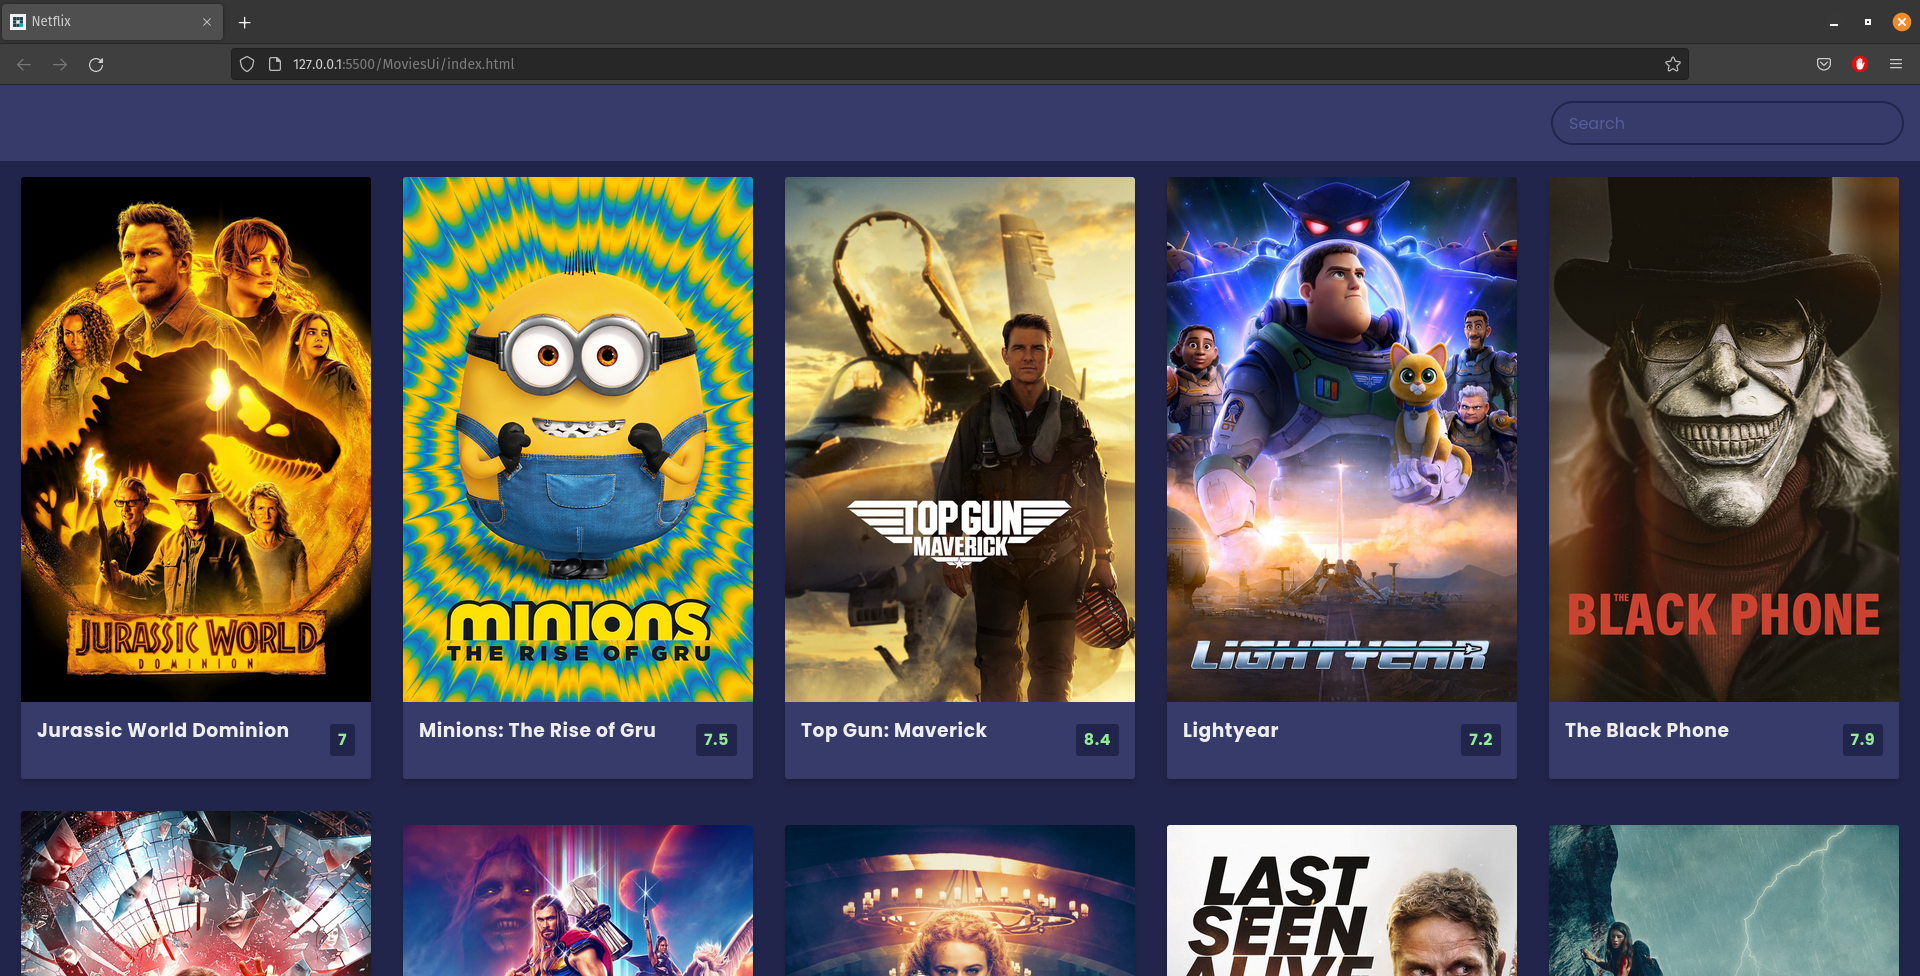 Netflix
127.0.0.1:5500/MoviesUi/index.html
Search
JURASSIC WORLD
DOMINION
minions
THE RISE OF GRU
TOP GUN
MAVERICK
LIGHTYEAR
THE
BLACK PHONE
Jurassic World Dominion
7
Minions: The Rise of Gru
7.5
Top Gun: Maverick
8.4
Lightyear
7.2
The Black Phone
7.9
LAST
SEEN
ALIVE